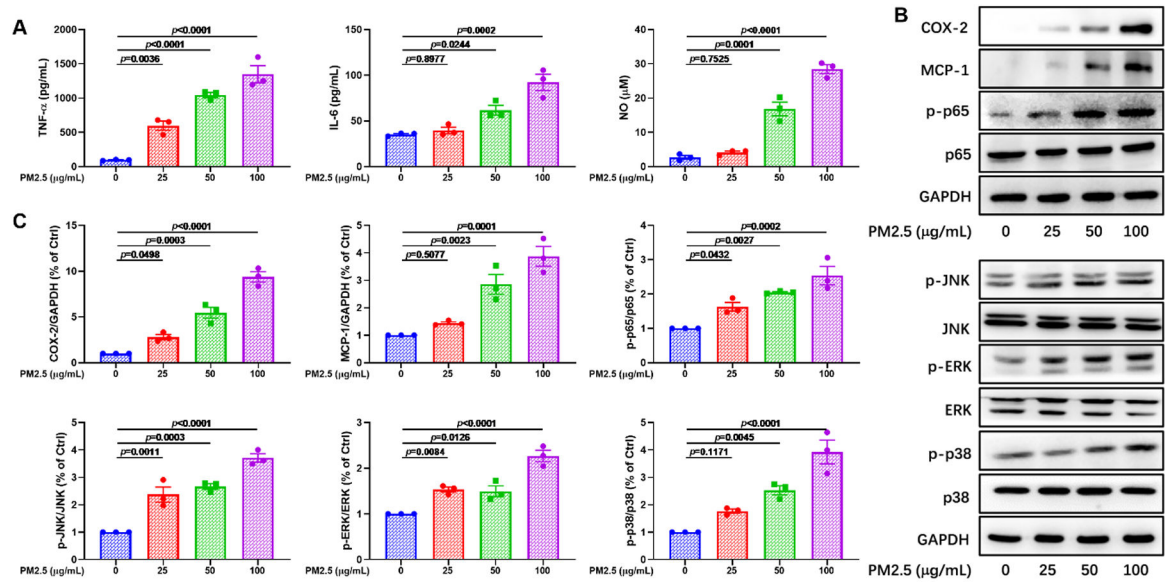 A
TNF-α (pg/mL)
2000
1500
1000
500
0
p<0.0001
p<0.0001
p=0.0036
PM2.5 (μg/mL)
0 25 50 100
IL-6 (pg/mL)
150
100
50
0
p=0.0002
p=0.0244
p=0.8977
PM2.5 (μg/mL)
0 25 50 100
NO (μM)
40
30
20
10
0
p<0.0001
p=0.0001
p=0.7525
PM2.5 (μg/mL)
0 25 50 100
B
COX-2
MCP-1
p-p65
p65
GAPDH
PM2.5 (μg/mL) 0 25 50 100
p-JNK
JNK
p-ERK
ERK
p-p38
p38
GAPDH
PM2.5 (μg/mL) 0 25 50 100
C
COX-2/GAPDH (% of Ctrl)
15
10
5
0
p<0.0001
p=0.0003
p=0.0498
PM2.5 (μg/mL)
0 25 50 100
MCP-1/GAPDH (% of Ctrl)
5
4
3
2
1
0
p=0.0001
p=0.0023
p=0.5077
PM2.5 (μg/mL)
0 25 50 100
p-p65/p65 (% of Ctrl)
4
3
2
1
0
p=0.0002
p=0.0027
p=0.0432
PM2.5 (μg/mL)
0 25 50 100
p-JNK/JNK (% of Ctrl)
5
4
3
2
1
0
p<0.0001
p=0.0003
p=0.0011
PM2.5 (μg/mL)
0 25 50 100
p-ERK/ERK (% of Ctrl)
3
2
1
0
p<0.0001
p=0.0126
p=0.0084
PM2.5 (μg/mL)
0 25 50 100
p-p38/p38 (% of Ctrl)
5
4
3
2
1
0
p<0.0001
p=0.0045
p=0.1171
PM2.5 (μg/mL)
0 25 50 100